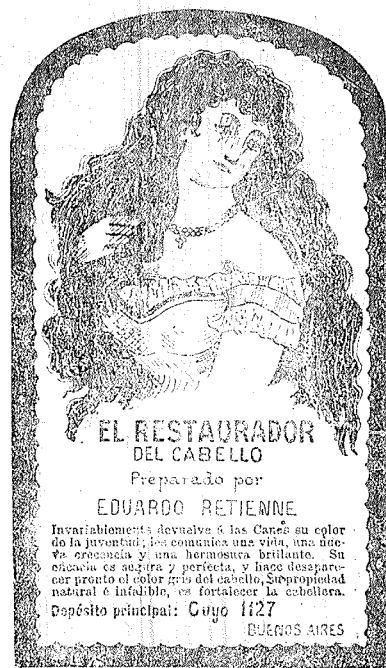 EL RESTAURADOR
DEL CABELLO
Preparado por
EDUARDO RETIENNE
Invariablemente devuelve á las Canas su color
de la juventud; les comunica una vida, una nue-
va crecencia y una hermosura brillante. Su
eficacia es segura y perfecta, y hace desapare-
cer pronto el color gris del cabello, Su propiedad
natural é infalible, es fortalecer la cabellera.
Depósito principal: Cuyo 1127
BUENOS AIRES